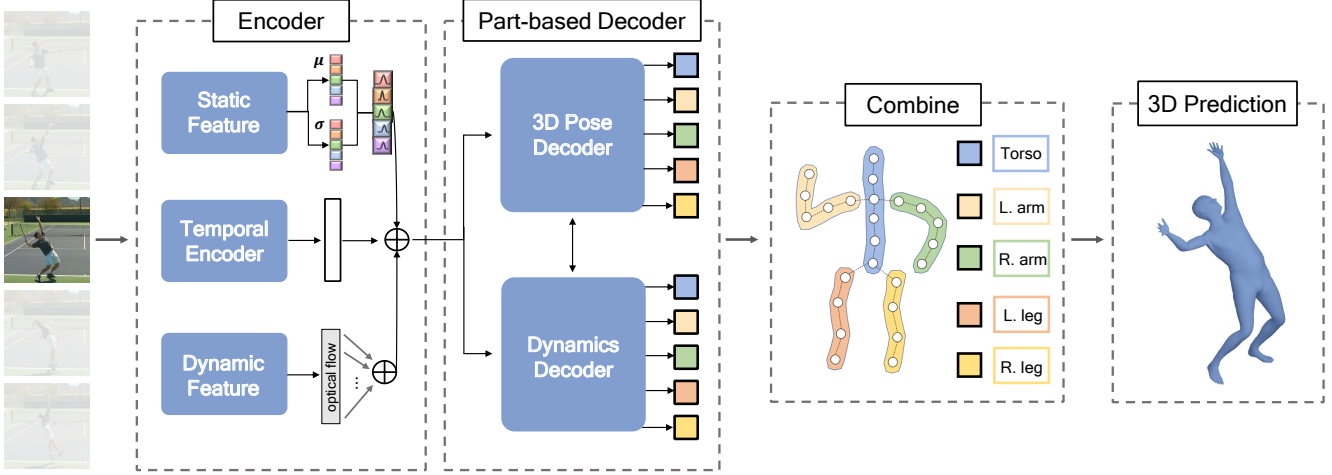 Encoder
Static
Feature
μ
σ
Temporal
Encoder
Dynamic
Feature
optical flow
...
Part-based Decoder
3D Pose
Decoder
Dynamics
Decoder
Combine
Torso
L. arm
R. arm
L. leg
R. leg
3D Prediction